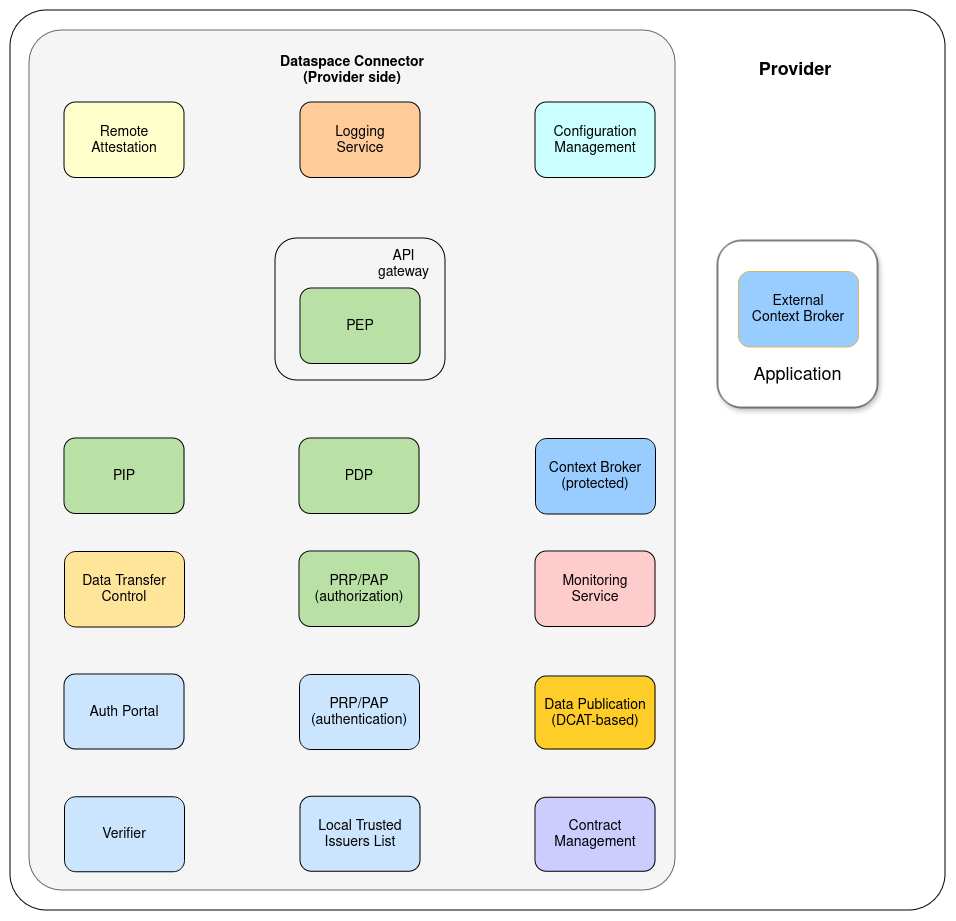 Dataspace Connector
(Provider side)
Provider
Remote
Attestation
Logging
Service
Configuration
Management
API
gateway
PEP
External
Context Broker
Application
PIP
PDP
Context Broker
(protected)
Data Transfer
Control
PRP/PAP
(authorization)
Monitoring
Service
Auth Portal
PRP/PAP
(authentication)
Data Publication
(DCAT-based)
Verifier
Local Trusted
Issuers List
Contract
Management